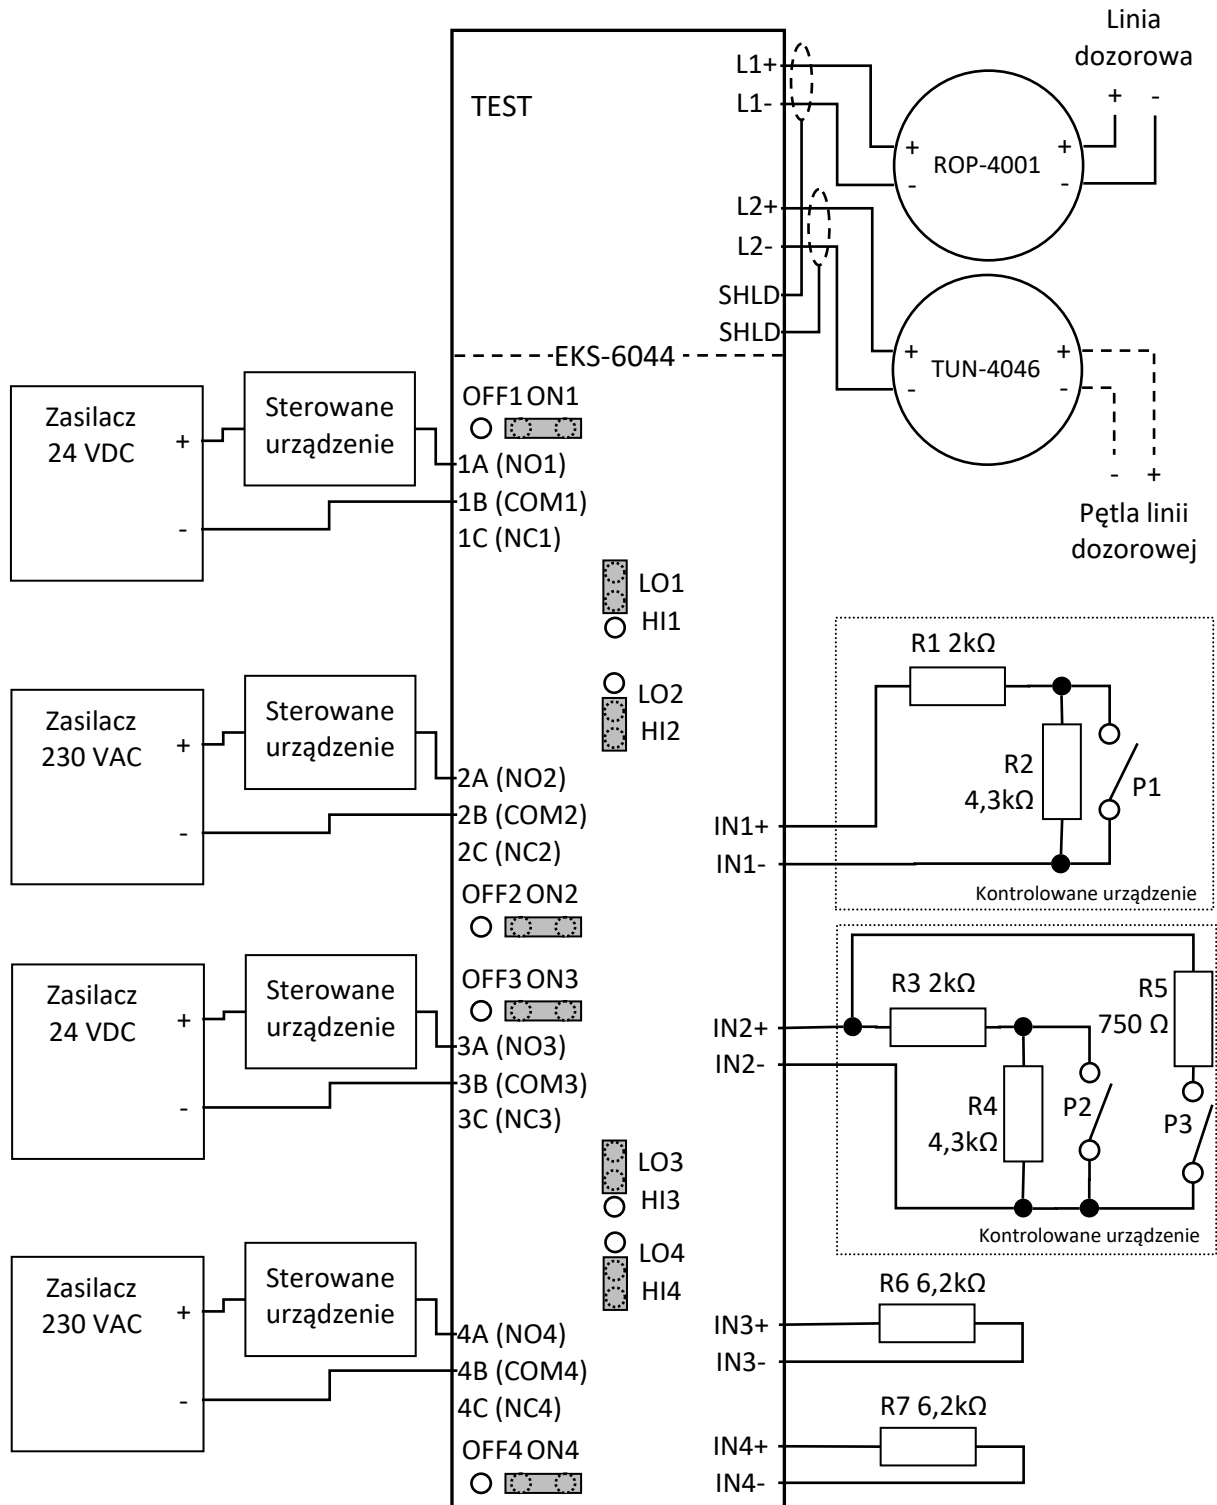 TEST
L1+
L1-
L2+
L2-
SHLD
SHLD
EKS-6044
Linia
dozorowa
+ -
+ ROP-4001 +
- -
+ TUN-4046 +
- -
- +
Pętla linii
dozorowej
Zasilacz
24 VDC
+
-
Sterowane
urządzenie
OFF1 ON1
1A (NO1)
1B (COM1)
1C (NC1)
LO1
HI1
Zasilacz
230 VAC
+
-
Sterowane
urządzenie
LO2
HI2
2A (NO2)
2B (COM2)
2C (NC2)
OFF2 ON2
IN1+
IN1-
R1 2kΩ
R2
4,3kΩ
P1
Kontrolowane urządzenie
Zasilacz
24 VDC
+
-
Sterowane
urządzenie
OFF3 ON3
3A (NO3)
3B (COM3)
3C (NC3)
LO3
HI3
IN2+
IN2-
R3 2kΩ
R5
750 Ω
R4
4,3kΩ
P2
P3
Kontrolowane urządzenie
Zasilacz
230 VAC
+
-
Sterowane
urządzenie
LO4
HI4
4A (NO4)
4B (COM4)
4C (NC4)
OFF4 ON4
R6 6,2kΩ
IN3+
IN3-
R7 6,2kΩ
IN4+
IN4-